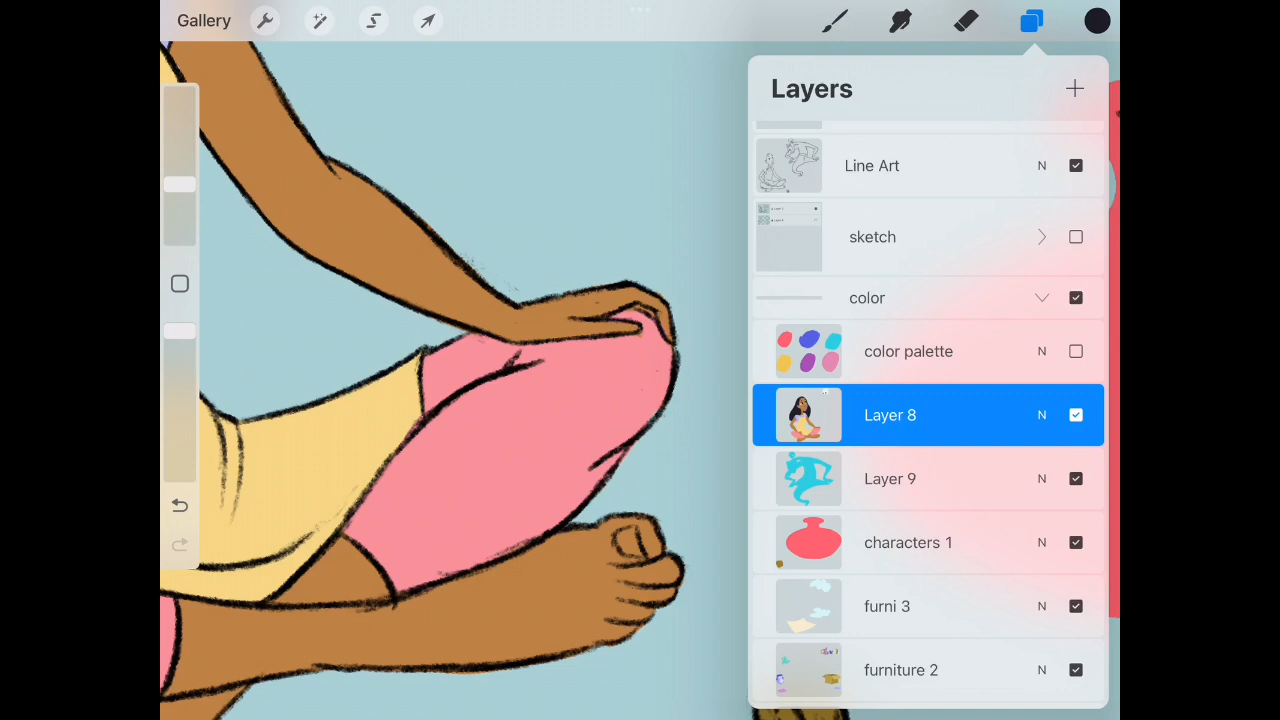 Gallery
Layers
Line Art N
sketch
color
color palette N
Layer 8 N
Layer 9 N
characters 1 N
furni 3 N
furniture 2 N